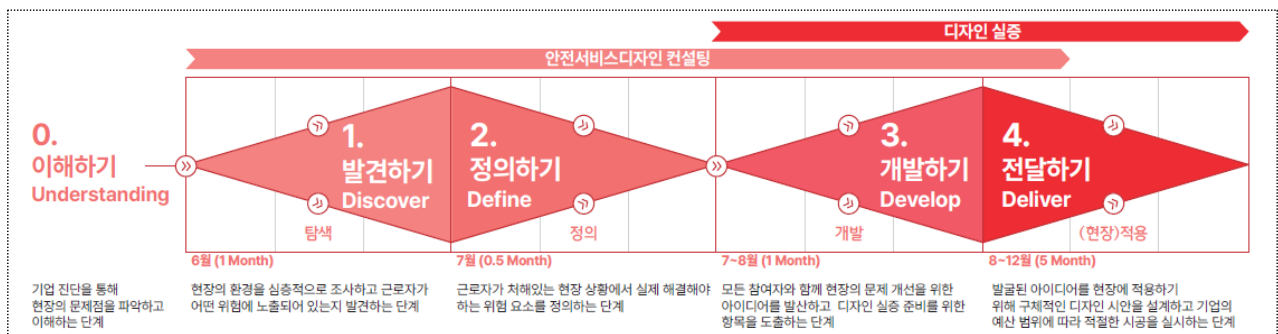 디자인 실증
안전서비스디자인 컨설팅
0.
이해하기
Understanding
1.
발견하기
Discover
2.
정의하기
Define
3.
개발하기
Develop
4.
전달하기
Deliver
탐색
정의
개발
(현장)적용
6월 (1 Month)
7월 (0.5 Month)
7~8월 (1 Month)
8~12월 (5 Month)
기업 진단을 통해
현장의 문제점을 파악하고
이해하는 단계
현장의 환경을 심층적으로 조사하고 근로자가
어떤 위험에 노출되어 있는지 발견하는 단계
근로자가 처해있는 현장 상황에서 실제 해결해야
하는 위험 요소를 정의하는 단계
모든 참여자와 함께 현장의 문제 개선을 위한
아이디어를 발산하고 디자인 실증 준비를 위한
항목을 도출하는 단계
발굴된 아이디어를 현장에 적용하기
위해 구체적인 디자인 시안을 설계하고 기업의
예산 범위에 따라 적절한 시공을 실시하는 단계